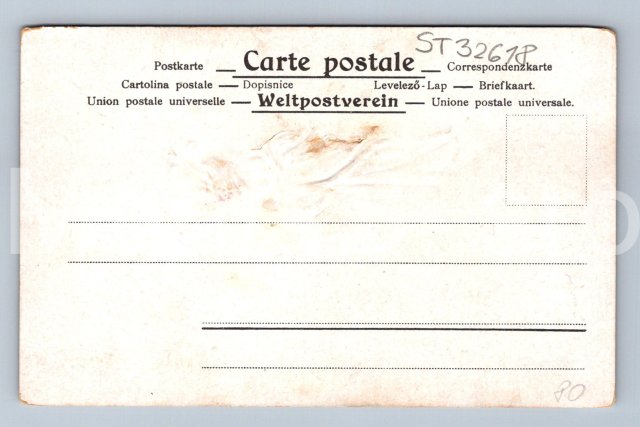 ST32618
Postkarte — Carte postale — Correspondenzkarte
Cartolina postale — Dopisnice Levelező-Lap — Briefkaart.
Union postale universelle — Weltpostverein — Unione postale universale.
80